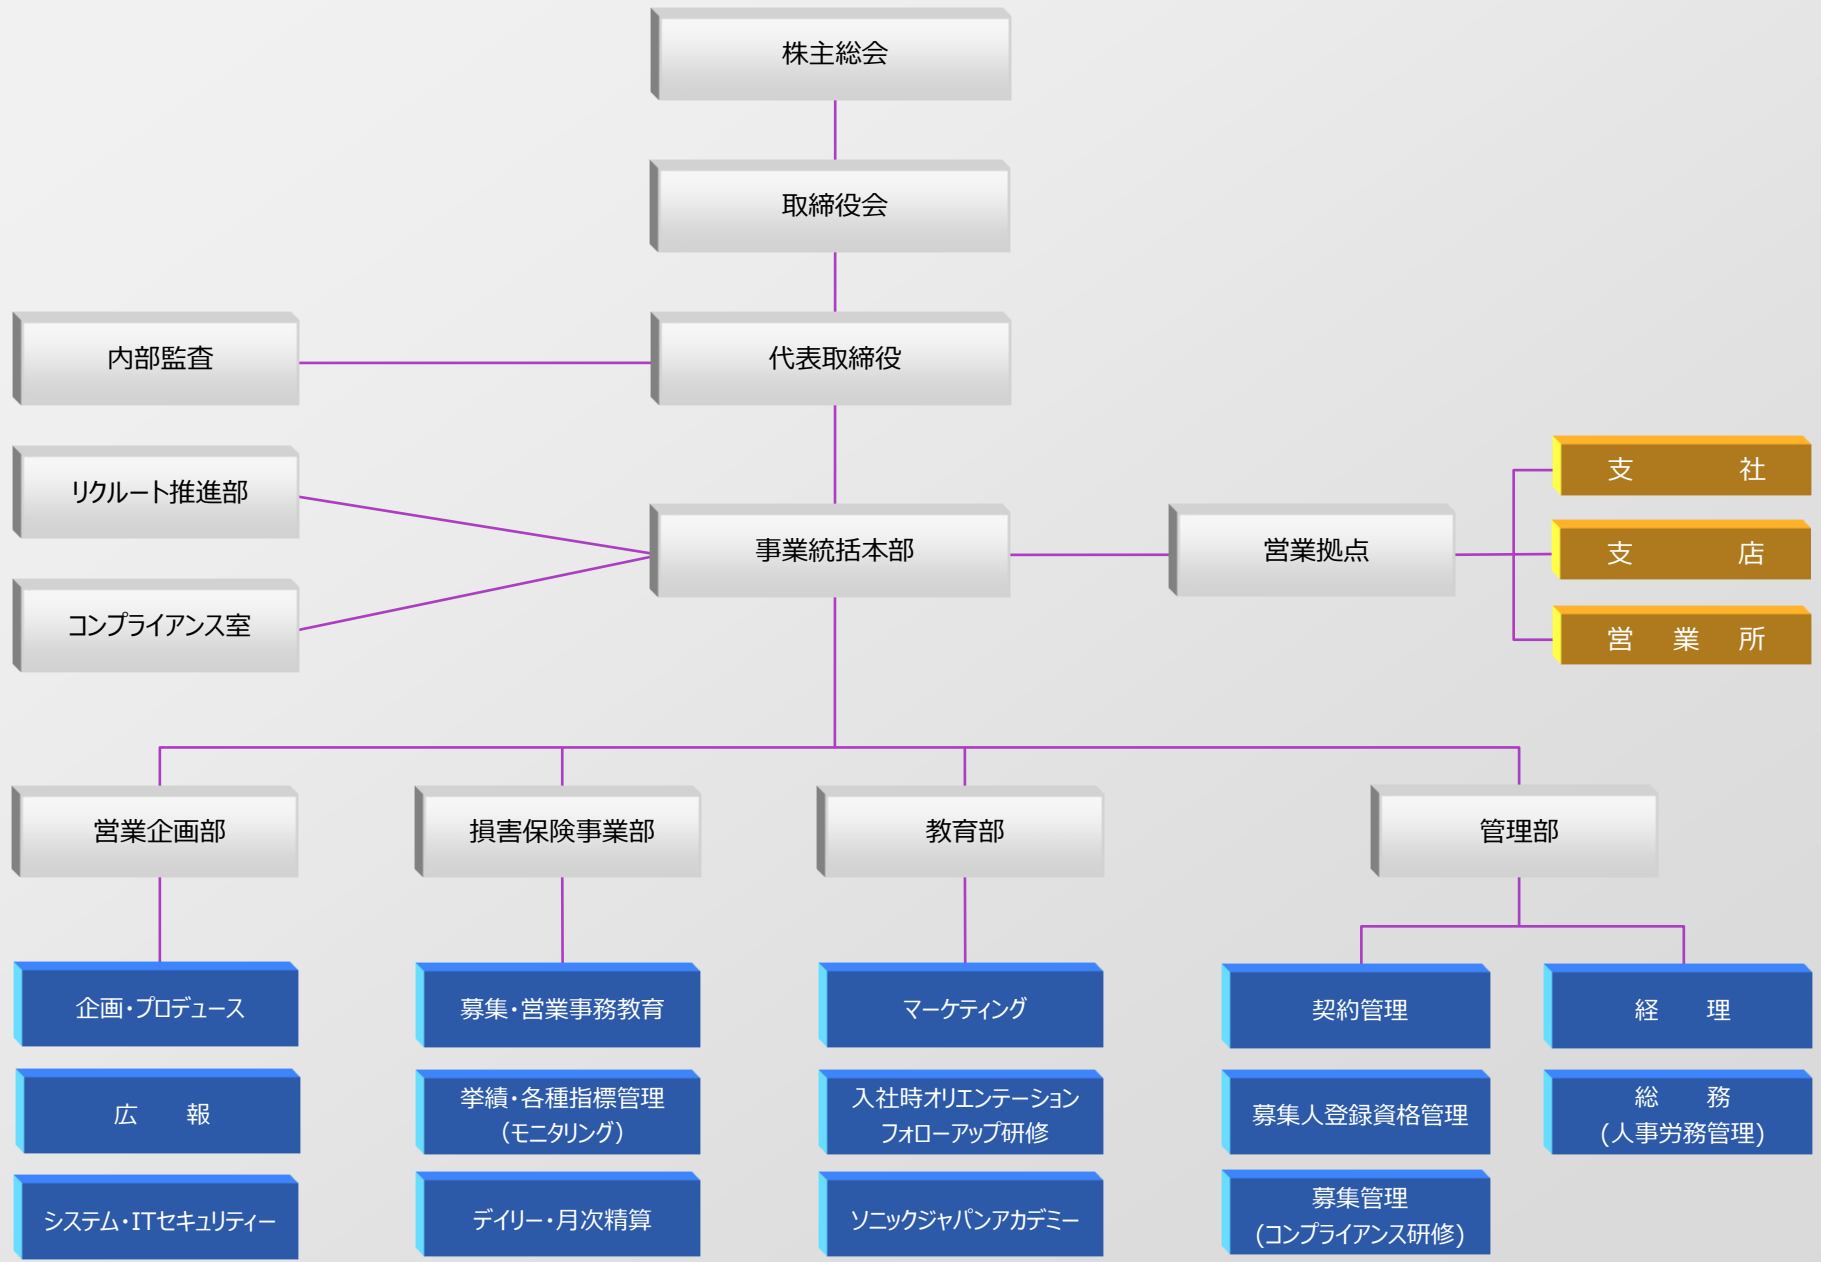 株主総会
取締役会
内部監査
代表取締役
リクルート推進部
事業統括本部
営業拠点
コンプライアンス室
支　　社
支　　店
営　業　所
営業企画部
損害保険事業部
教育部
管理部
企画・プロデュース
広　報
システム・ITセキュリティー
募集・営業事務教育
挙績・各種指標管理
（モニタリング）
デイリー・月次精算
マーケティング
入社時オリエンテーション
フォローアップ研修
ソニックジャパンアカデミー
契約管理
募集人登録資格管理
募集管理
(コンプライアンス研修)
経　理
総　務
(人事労務管理)